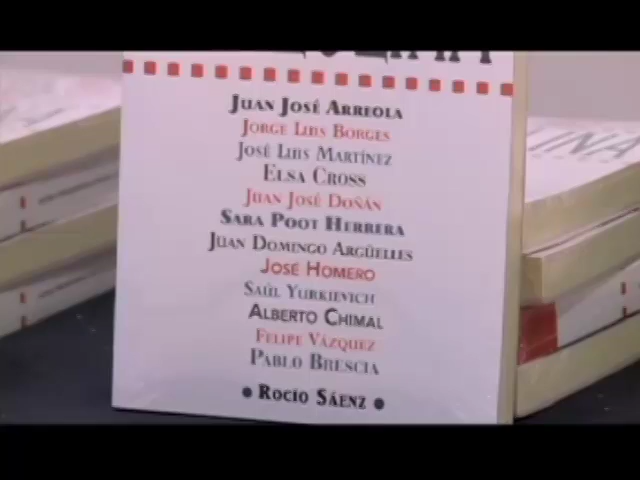 JUAN JOSÉ ARREOLA
JORGE LUIS BORGES
JOSÉ LUIS MARTÍNEZ
ELSA CROSS
JUAN JOSÉ DOÑÁN
SARA POOT HERRERA
JUAN DOMINGO ARGÜELLES
JOSÉ HOMERO
SAÚL YURKIEVICH
ALBERTO CHIMAL
FELIPE VÁZQUEZ
PABLO BRESCIA
• ROCÍO SÁENZ •